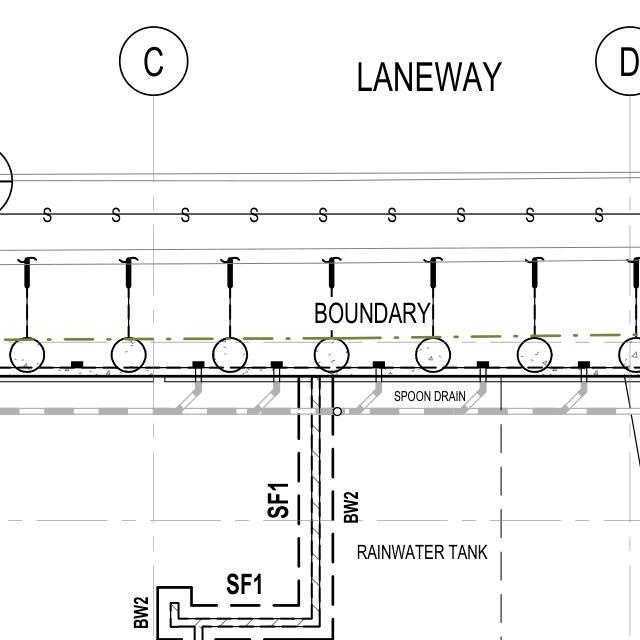 C
D
LANEWAY
S S S S S S S S S
BOUNDARY
SPOON DRAIN
SF1
BW2
RAINWATER TANK
SF1
BW2